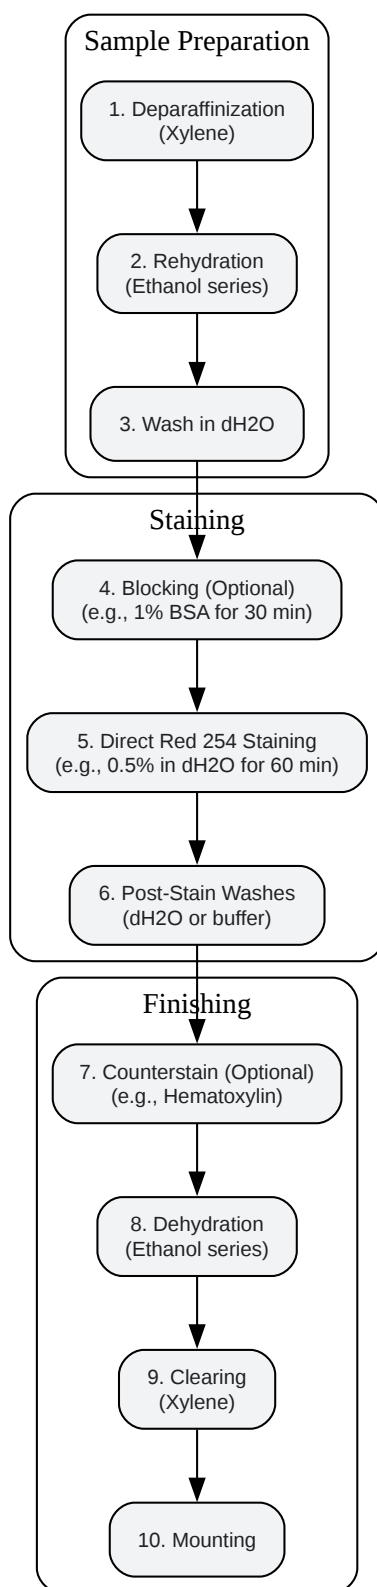 Sample Preparation
1. Deparaffinization
(Xylene)
2. Rehydration
(Ethanol series)
3. Wash in dH2O
Staining
4. Blocking (Optional)
(e.g., 1% BSA for 30 min)
5. Direct Red 254 Staining
(e.g., 0.5% in dH2O for 60 min)
6. Post-Stain Washes
(dH2O or buffer)
Finishing
7. Counterstain (Optional)
(e.g., Hematoxylin)
8. Dehydration
(Ethanol series)
9. Clearing
(Xylene)
10. Mounting